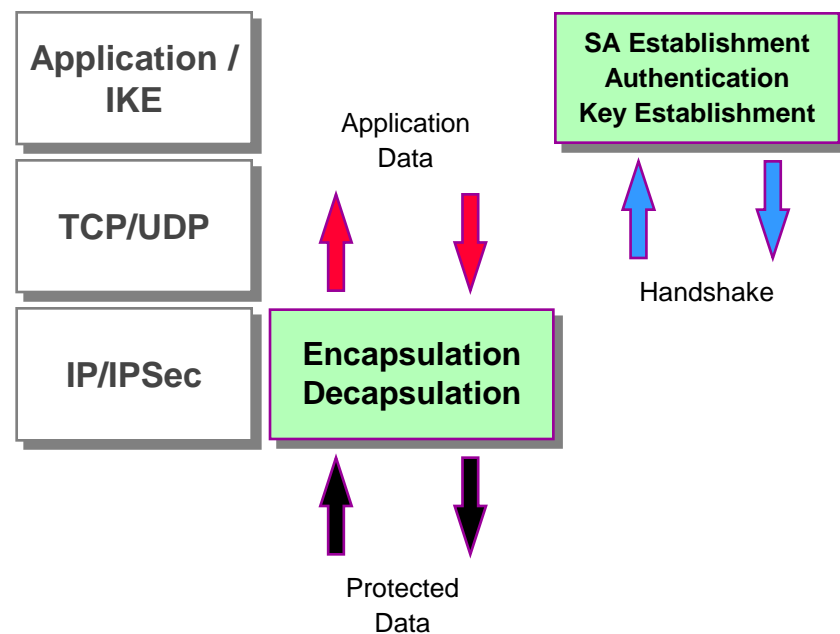 Application /
IKE
TCP/UDP
IP/IPSec
Application
Data
Encapsulation
Decapsulation
Protected
Data
SA Establishment
Authentication
Key Establishment
Handshake